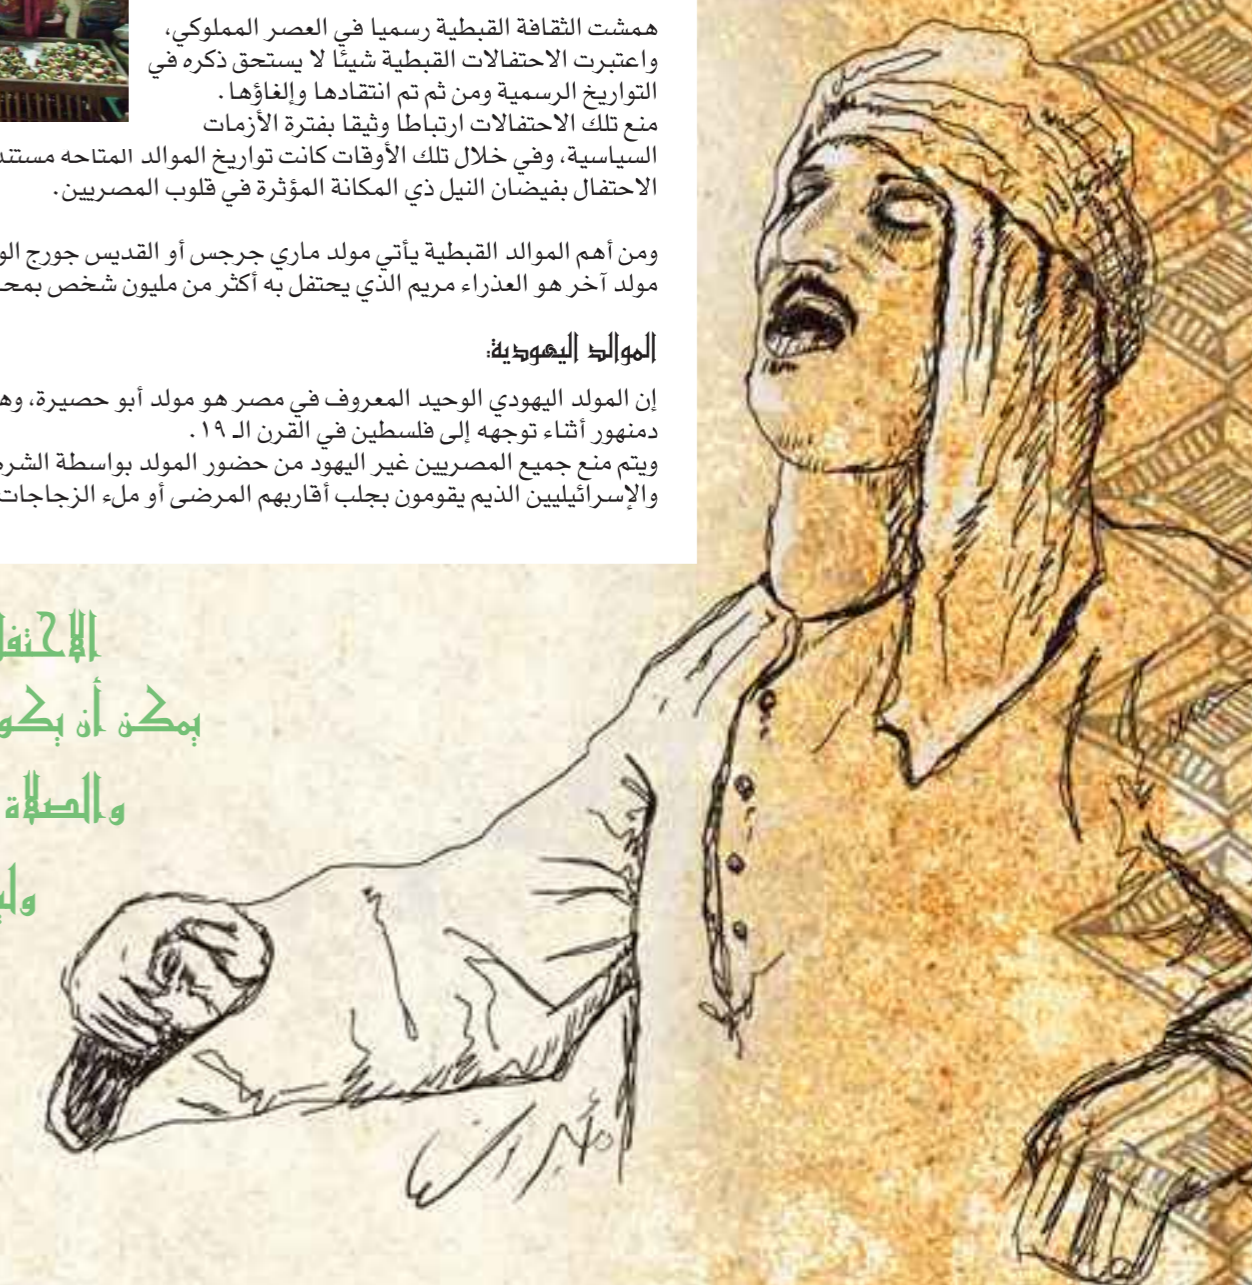 همشت الثقافة القبطية رسميا في العصر المملوكي،
واعتبرت الاحتفالات القبطية شيئا لا يستحق ذكره في
التواريخ الرسمية ومن ثم تم انتقادها وإلغاؤها.
منع تلك الاحتفالات ارتباطا وثيقا بفترة الأزمات
السياسية، وفي خلال تلك الأوقات كانت تواريخ الموالد المتاحه
الاحتفال بفيضان النيل ذي المكانة المؤثرة في قلوب المصريين.
ومن أهم الموالد القبطية يأتي مولد ماري جرجس أو القديس جورج
مولد آخر هو العذراء مريم الذي يحتفل به أكثر من مليون شخص
الموالد اليهودية:
إن المولد اليهودي الوحيد المعروف في مصر هو مولد أبو حصيرة،
دمنهور أثناء توجهه إلى فلسطين في القرن الـ ١٩.
ويتم منع جميع المصريين غير اليهود من حضور المولد بواسطة
والإسرائيليين الذيم يقومون بجلب أقاربهم المرضى أو ملء الزجاجات
يمكن أن
والصلاة